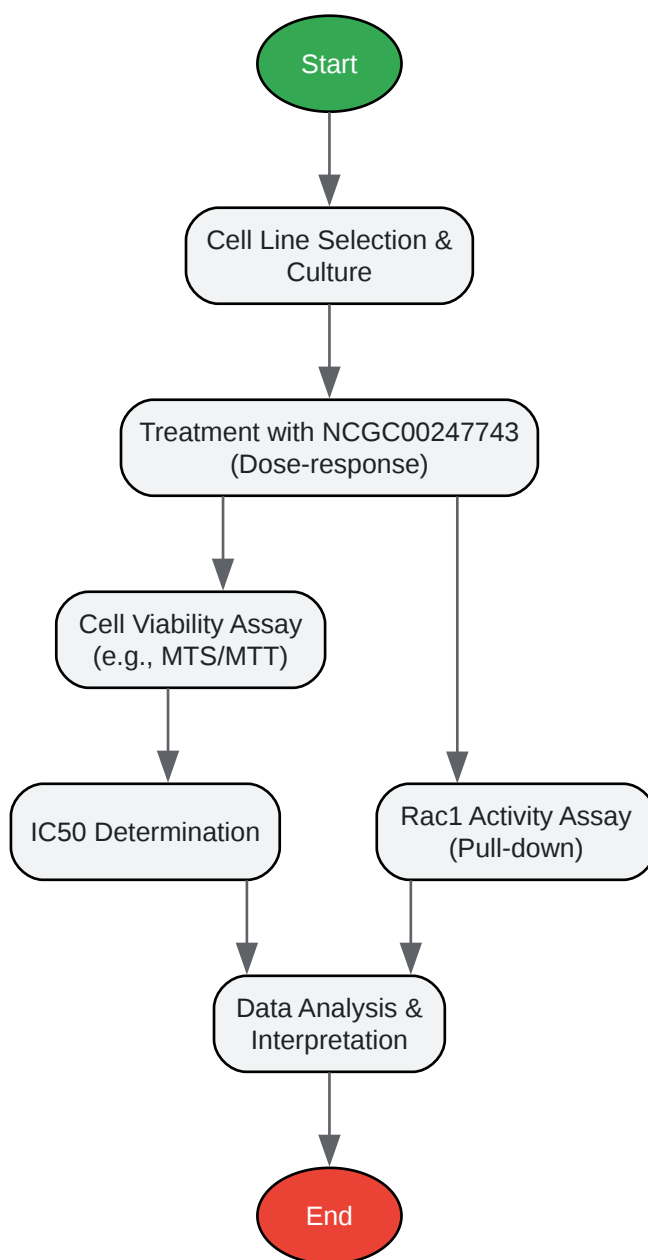 Start
Cell Line Selection &
Culture
Treatment with NCGC00247743
(Dose-response)
Cell Viability Assay
(e.g., MTS/MTT)
IC50 Determination
Rac1 Activity Assay
(Pull-down)
Data Analysis &
Interpretation
End